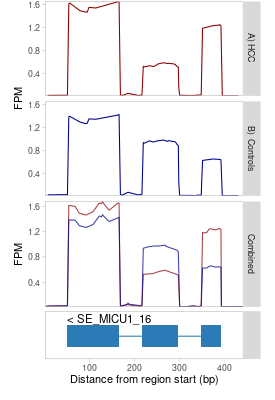 1.6
1.2
0.8
0.4
FPM
A) HCC
1.6
1.2
0.8
0.4
B) Controls
1.6
1.2
0.8
0.4
FPM
Combined
< SE_MICU1_16
100
200
300
400
Distance from region start (bp)